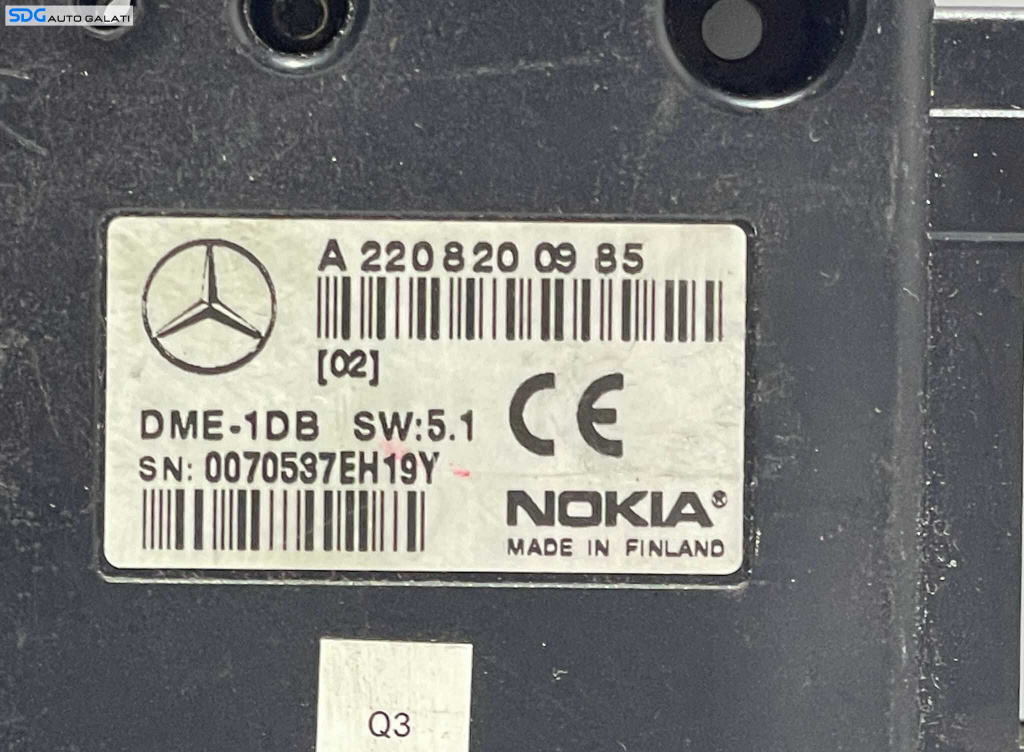 SDG AUTO GALATI
A 220 820 09 85
[02]
DME-1DB SW:5.1
SN: 0070537EH19Y
CE
NOKIA®
MADE IN FINLAND
Q3